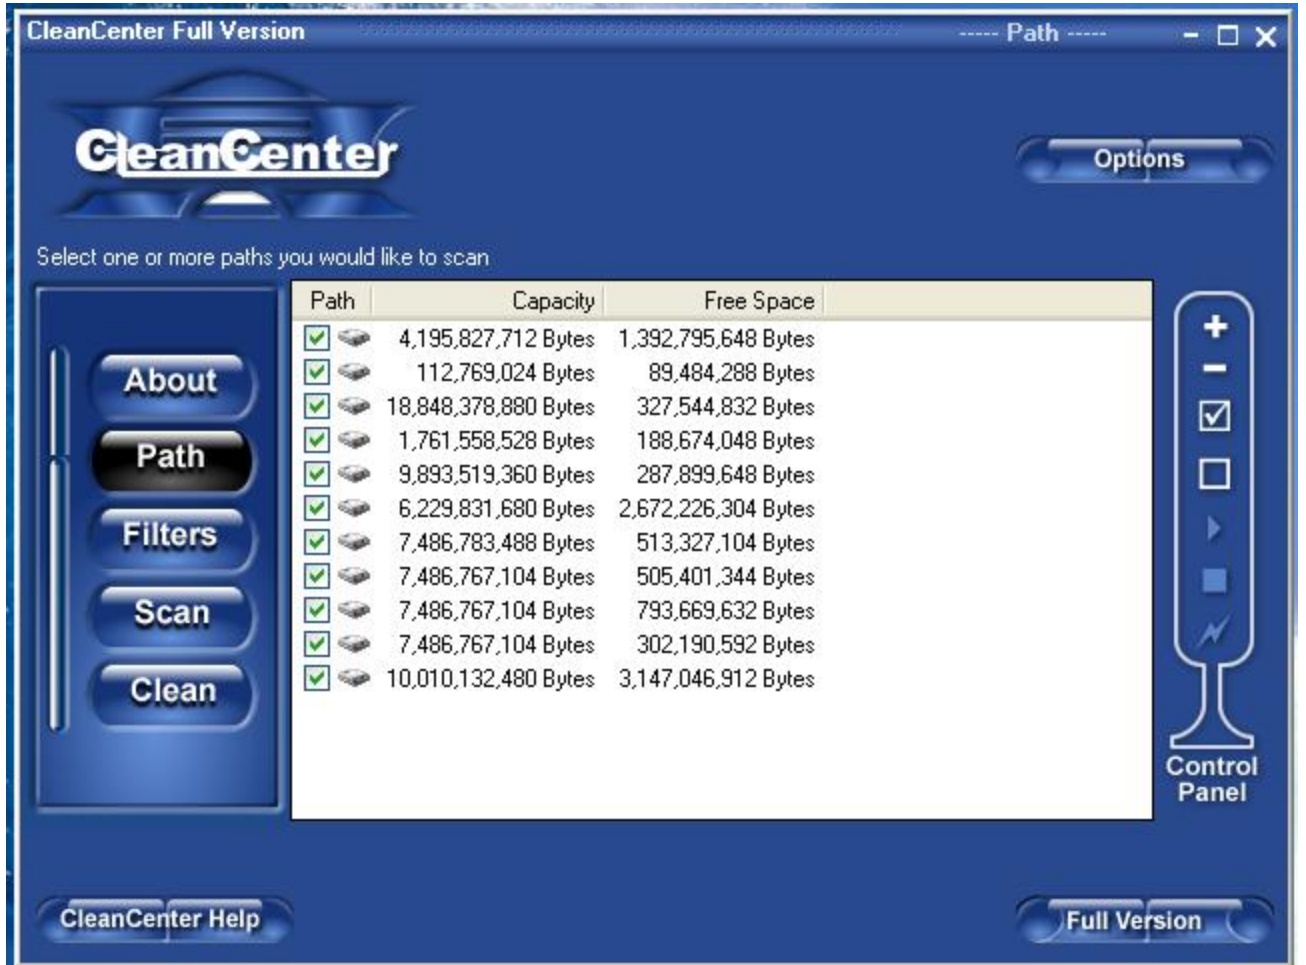 CleanCenter Full Version ----- Path -----
CleanCenter
Options
Select one or more paths you would like to scan
Path Capacity Free Space
4,195,827,712 Bytes 1,392,795,648 Bytes
112,769,024 Bytes 89,484,288 Bytes
18,848,378,880 Bytes 327,544,832 Bytes
1,761,558,528 Bytes 188,674,048 Bytes
9,893,519,360 Bytes 287,899,648 Bytes
6,229,831,680 Bytes 2,672,226,304 Bytes
7,486,783,488 Bytes 513,327,104 Bytes
7,486,767,104 Bytes 505,401,344 Bytes
7,486,767,104 Bytes 793,669,632 Bytes
7,486,767,104 Bytes 302,190,592 Bytes
10,010,132,480 Bytes 3,147,046,912 Bytes
About
Path
Filters
Scan
Clean
Control
Panel
CleanCenter Help
Full Version